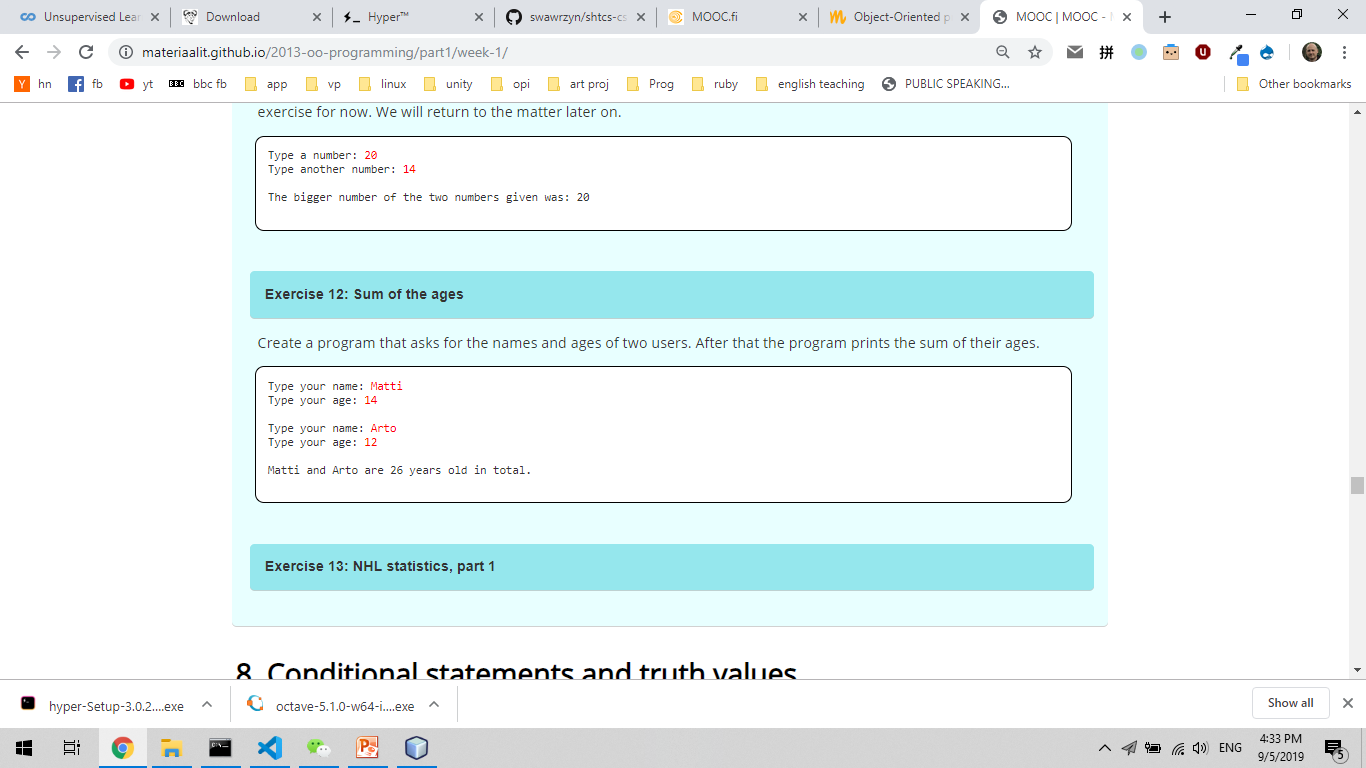 Unsupervised Lear
Download
Hyper™
swawrzyn/shtcs-cs
MOOC.fi
Object-Oriented p
MOOC | MOOC -
materiaalit.github.io/2013-oo-programming/part1/week-1/
hn
fb
yt
BBC
bbc fb
app
vp
linux
unity
opi
art proj
Prog
ruby
english teaching
PUBLIC SPEAKING...
Other bookmarks
exercise for now. We will return to the matter later on.
Type a number: 20
Type another number: 14
The bigger number of the two numbers given was: 20
Exercise 12: Sum of the ages
Create a program that asks for the names and ages of two users. After that the program prints the sum of their ages.
Type your name: Matti
Type your age: 14
Type your name: Arto
Type your age: 12
Matti and Arto are 26 years old in total.
Exercise 13: NHL statistics, part 1
8. Conditional statements and truth values
hyper-Setup-3.0.2....exe
octave-5.1.0-w64-i....exe
Show all
ENG
4:33 PM
9/5/2019
5